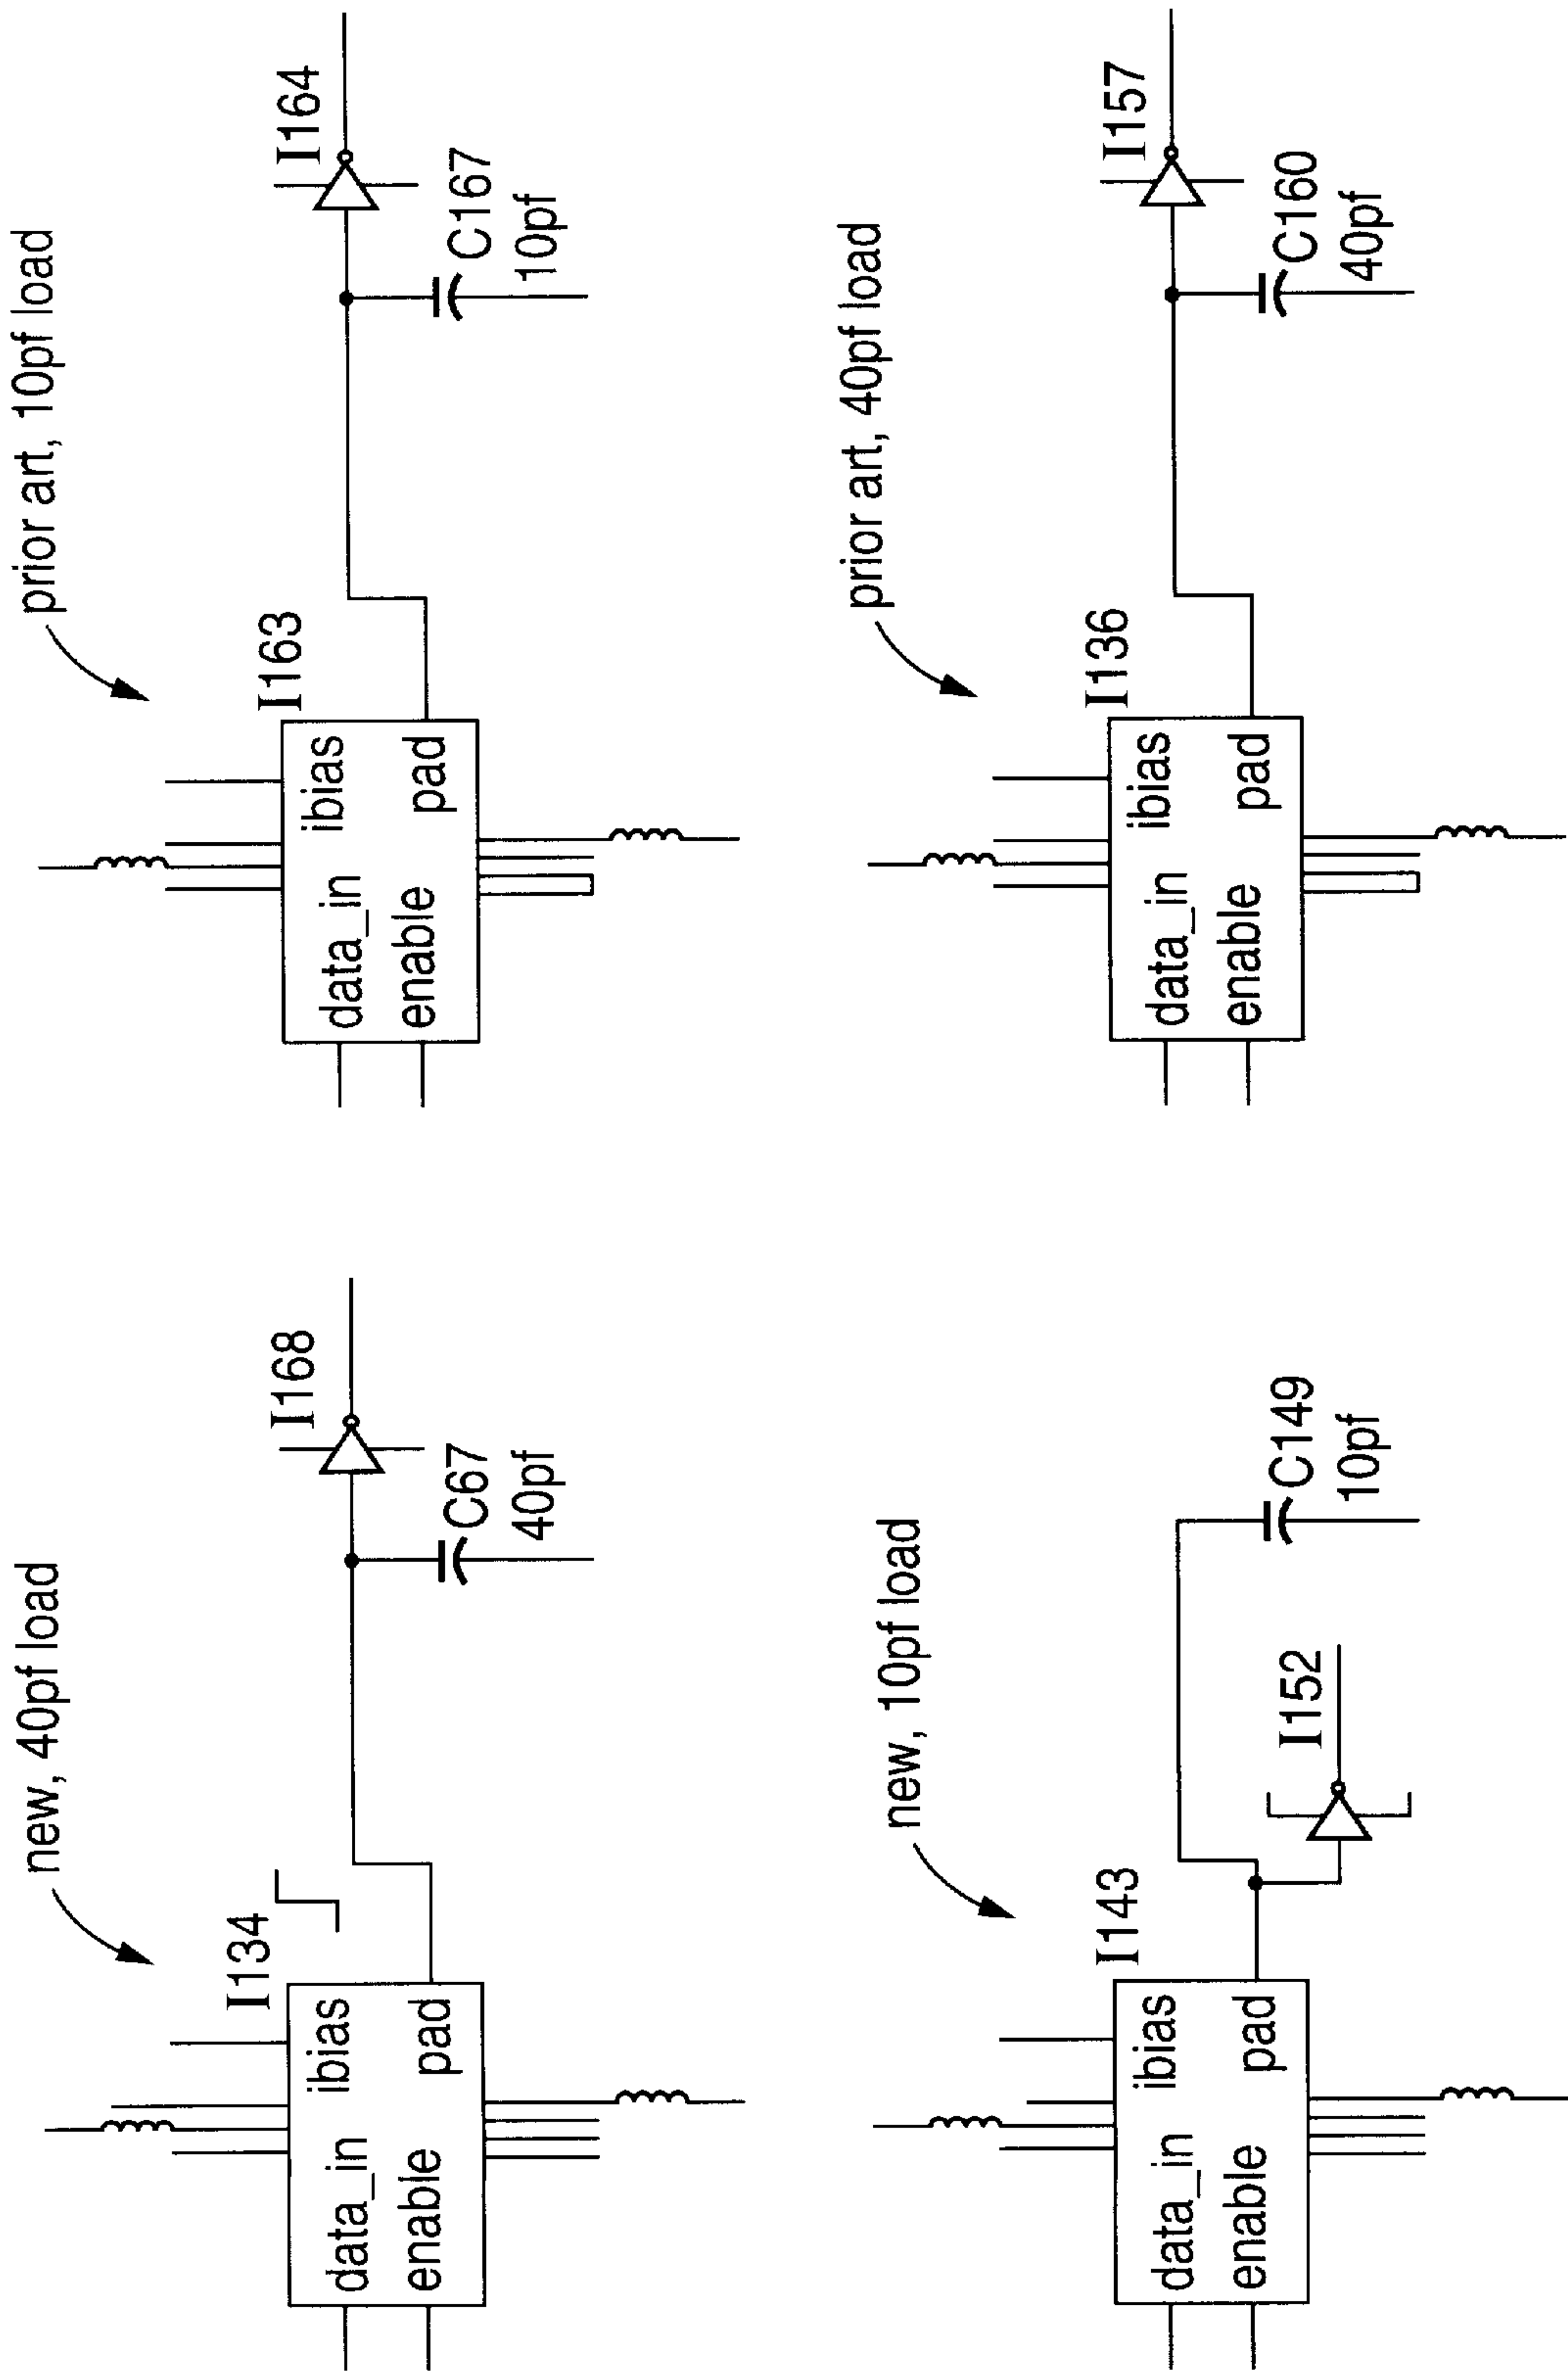 new, 40pf load
I134
data_in
ibias
enable
pad
I168
C67
40pf
prior art, 10pf load
I163
data_in
ibias
enable
pad
I164
C167
10pf
new, 10pf load
I143
data_in
ibias
enable
pad
I152
C149
10pf
prior art, 40pf load
I136
data_in
ibias
enable
pad
I157
C160
40pf